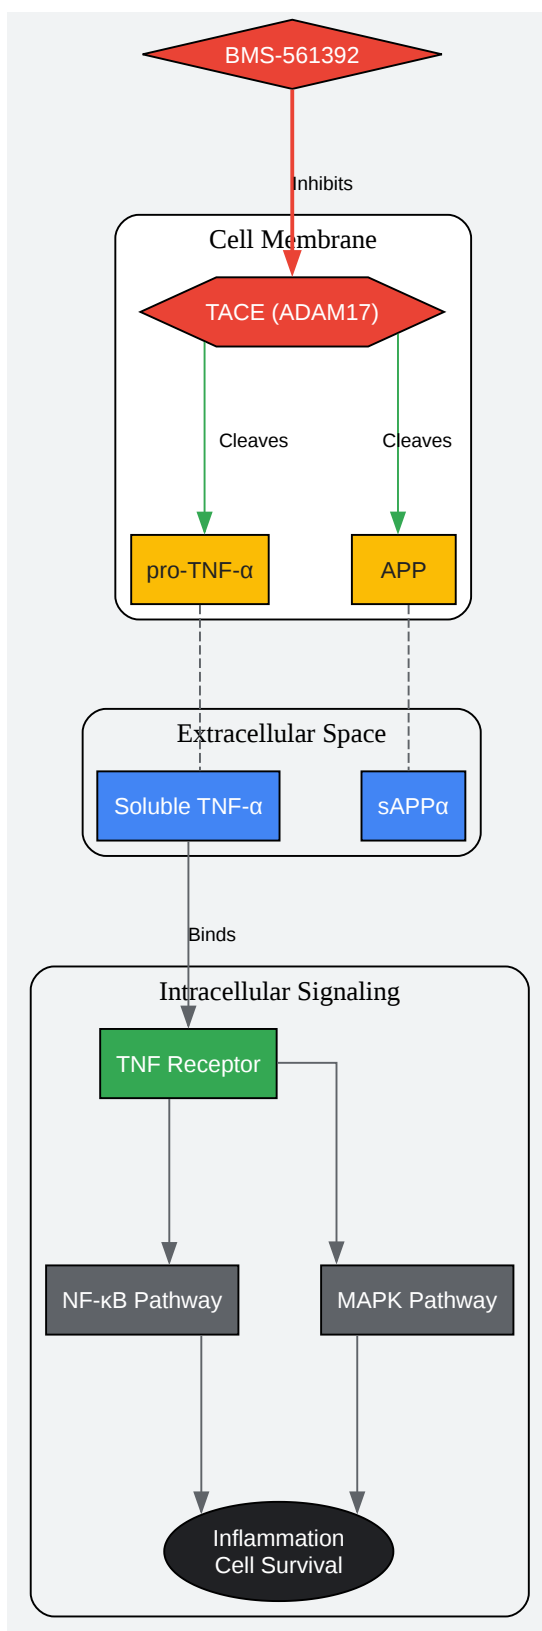 BMS-561392
Inhibits
Cell Membrane
TACE (ADAM17)
Cleaves
Cleaves
pro-TNF-α
APP
Extracellular Space
Soluble TNF-α
sAPPα
Binds
Intracellular Signaling
TNF Receptor
NF-κB Pathway
MAPK Pathway
Inflammation
Cell Survival